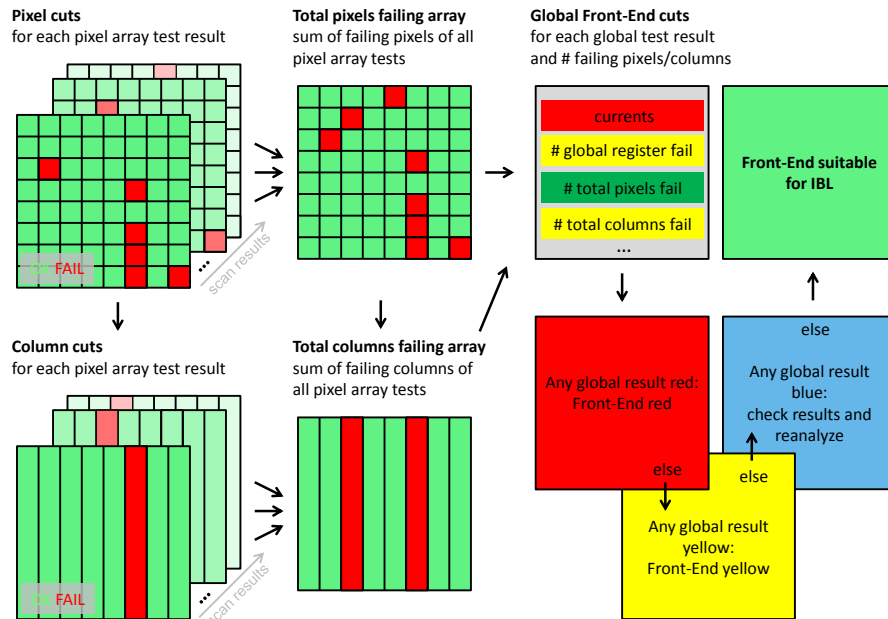 Pixel cuts
for each pixel array test result
OK FAIL
...
scan results
Total pixels failing array
sum of failing pixels of all
pixel array tests
Global Front-End cuts
for each global test result
and # failing pixels/columns
currents
# global register fail
# total pixels fail
# total columns fail
...
Front-End suitable
for IBL
Column cuts
for each pixel array test result
OK FAIL
...
scan results
Total columns failing array
sum of failing columns of
all pixel array tests
Any global result red:
Front-End red
else
Any global result
yellow:
Front-End yellow
else
Any global result
blue:
check results and
reanalyze
else